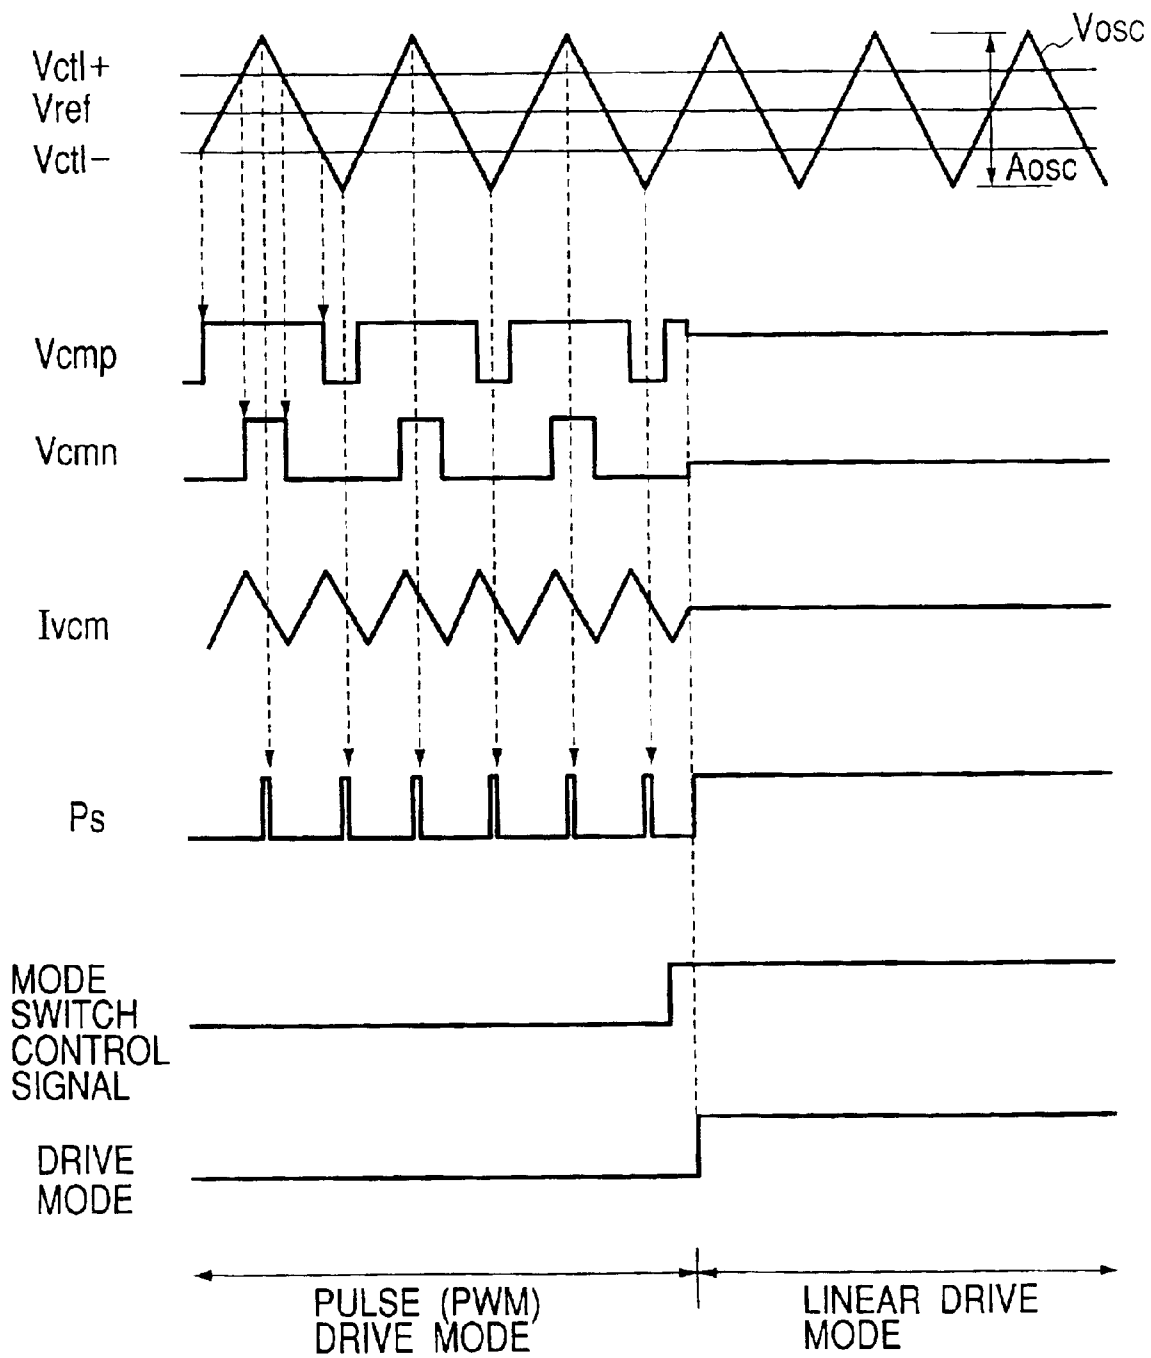 Vosc
Vctl+
Vref
Vctl−
Aosc
Vcmp
Vcmn
Ivcm
Ps
MODE
SWITCH
CONTROL
SIGNAL
DRIVE
MODE
PULSE (PWM)
DRIVE MODE
LINEAR DRIVE
MODE